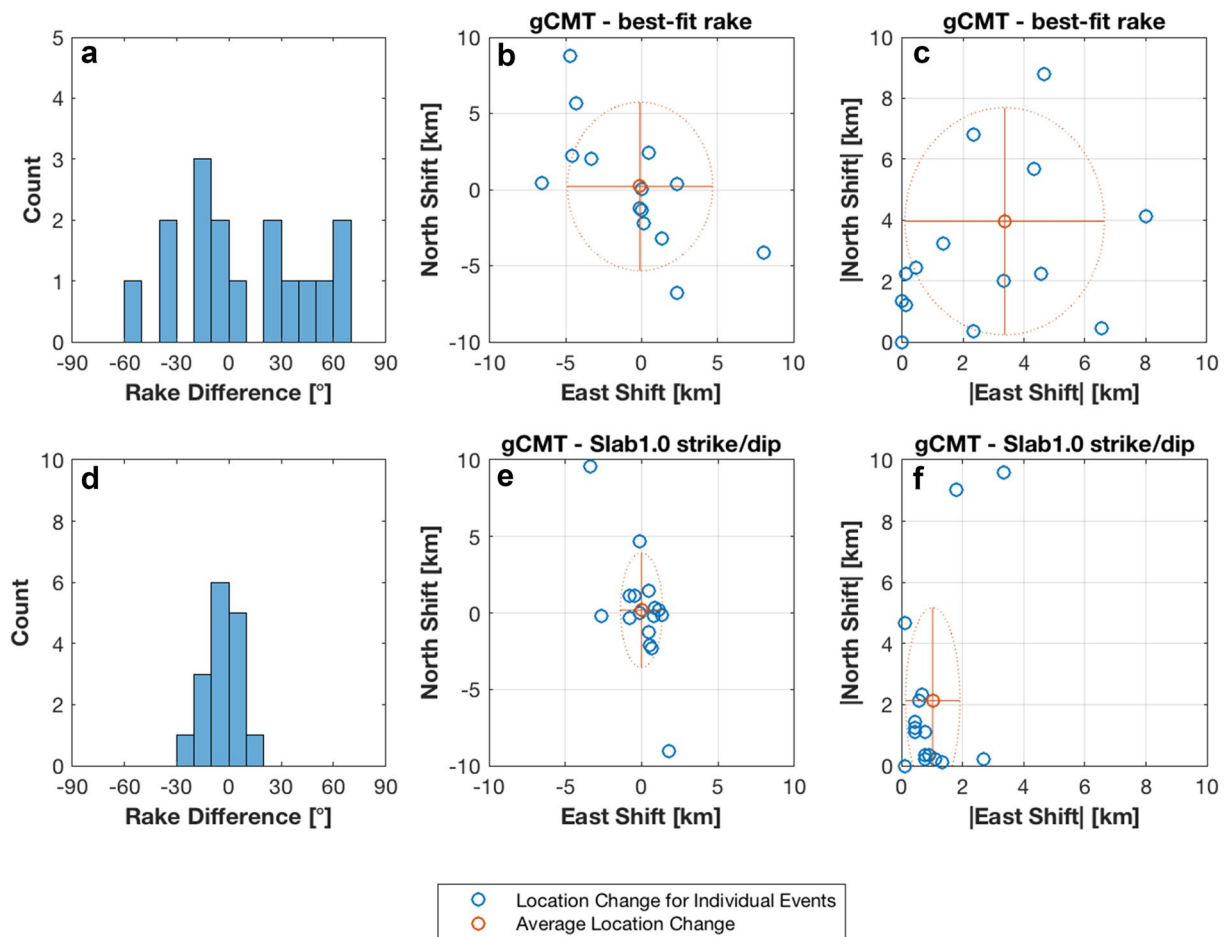 gCMT - best-fit rake
gCMT - best-fit rake
a
b
c
5
4
3
2
1
0
Count
-90 -60 -30 0 30 60 90
Rake Difference [°]
10
5
0
-5
-10
North Shift [km]
-10 -5 0 5 10
East Shift [km]
10
8
6
4
2
0
|North Shift| [km]
0 2 4 6 8 10
|East Shift| [km]
gCMT - Slab1.0 strike/dip
gCMT - Slab1.0 strike/dip
d
e
f
10
8
6
4
2
0
Count
-90 -60 -30 0 30 60 90
Rake Difference [°]
10
5
0
-5
-10
North Shift [km]
-10 -5 0 5 10
East Shift [km]
10
8
6
4
2
0
|North Shift| [km]
0 2 4 6 8 10
|East Shift| [km]
Location Change for Individual Events
Average Location Change